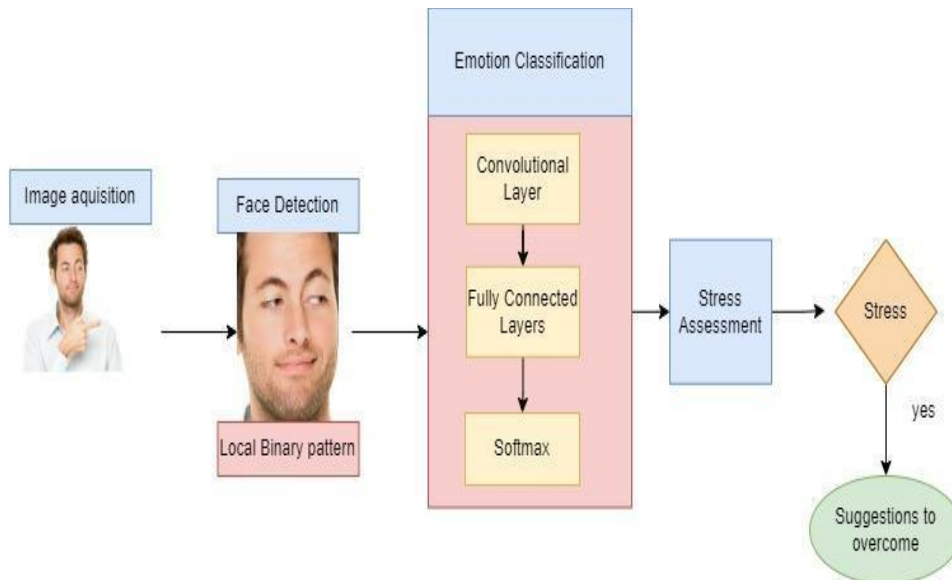 Image aquisition
Face Detection
Local Binary pattern
Emotion Classification
Convolutional
Layer
Fully Connected
Layers
Softmax
Stress
Assessment
Stress
yes
Suggestions to
overcome